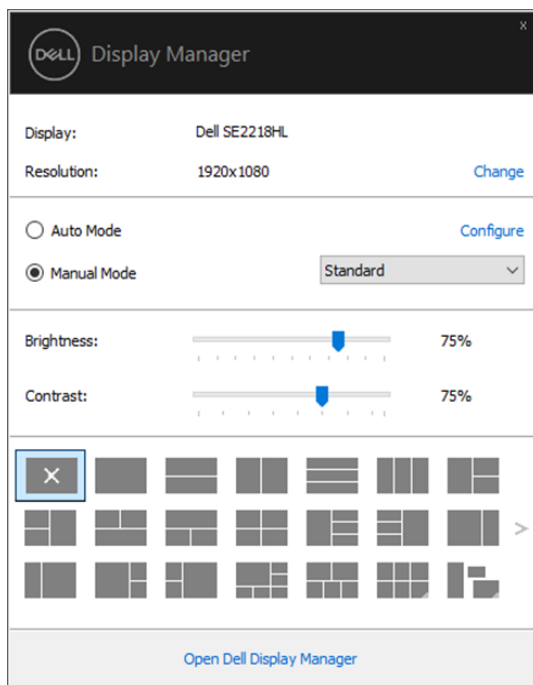 x
DELL Display Manager
Display: Dell SE2218HL
Resolution: 1920x1080 Change
Auto Mode Configure
Manual Mode Standard
Brightness: 75%
Contrast: 75%
Open Dell Display Manager